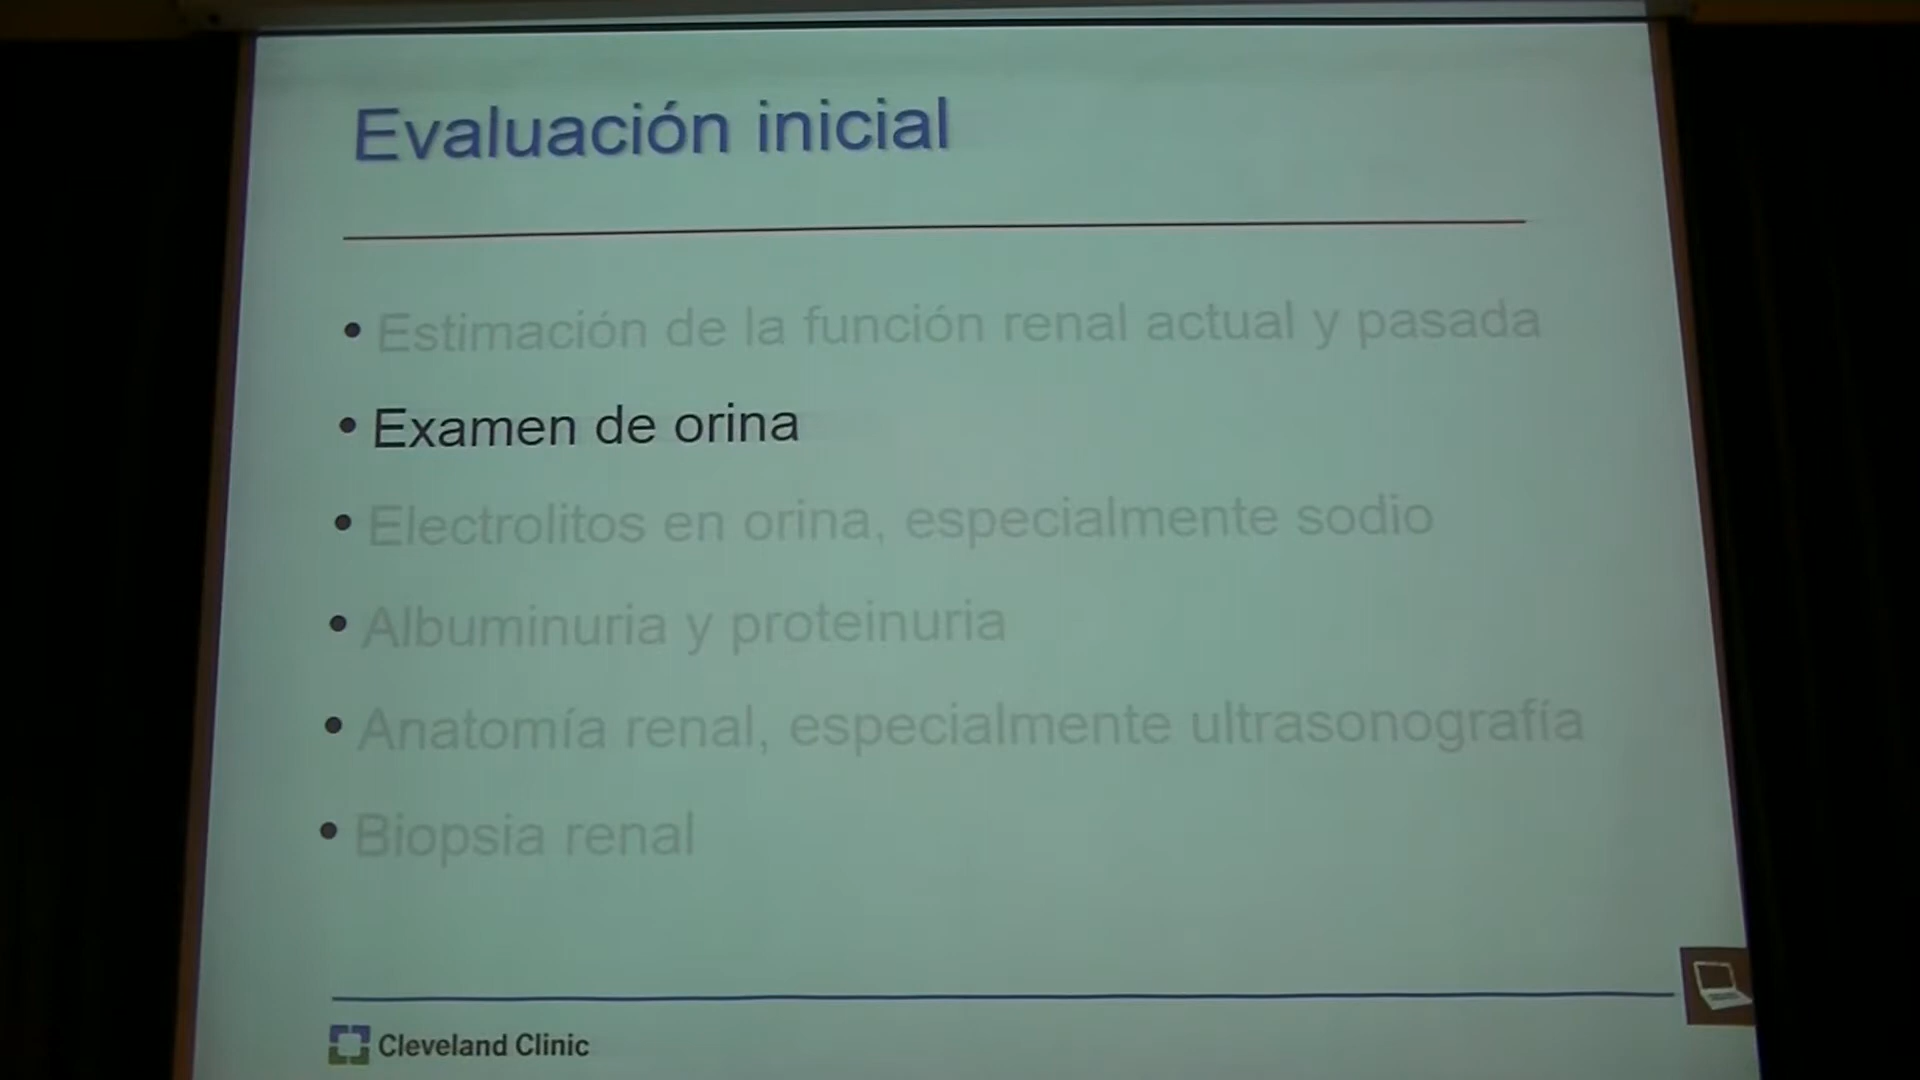 Evaluación inicial
• Estimación de la función renal actual y pasada
• Examen de orina
• Electrolitos en orina, especialmente sodio
• Albuminuria y proteinuria
• Anatomía renal, especialmente ultrasonografía
• Biopsia renal
Cleveland Clinic